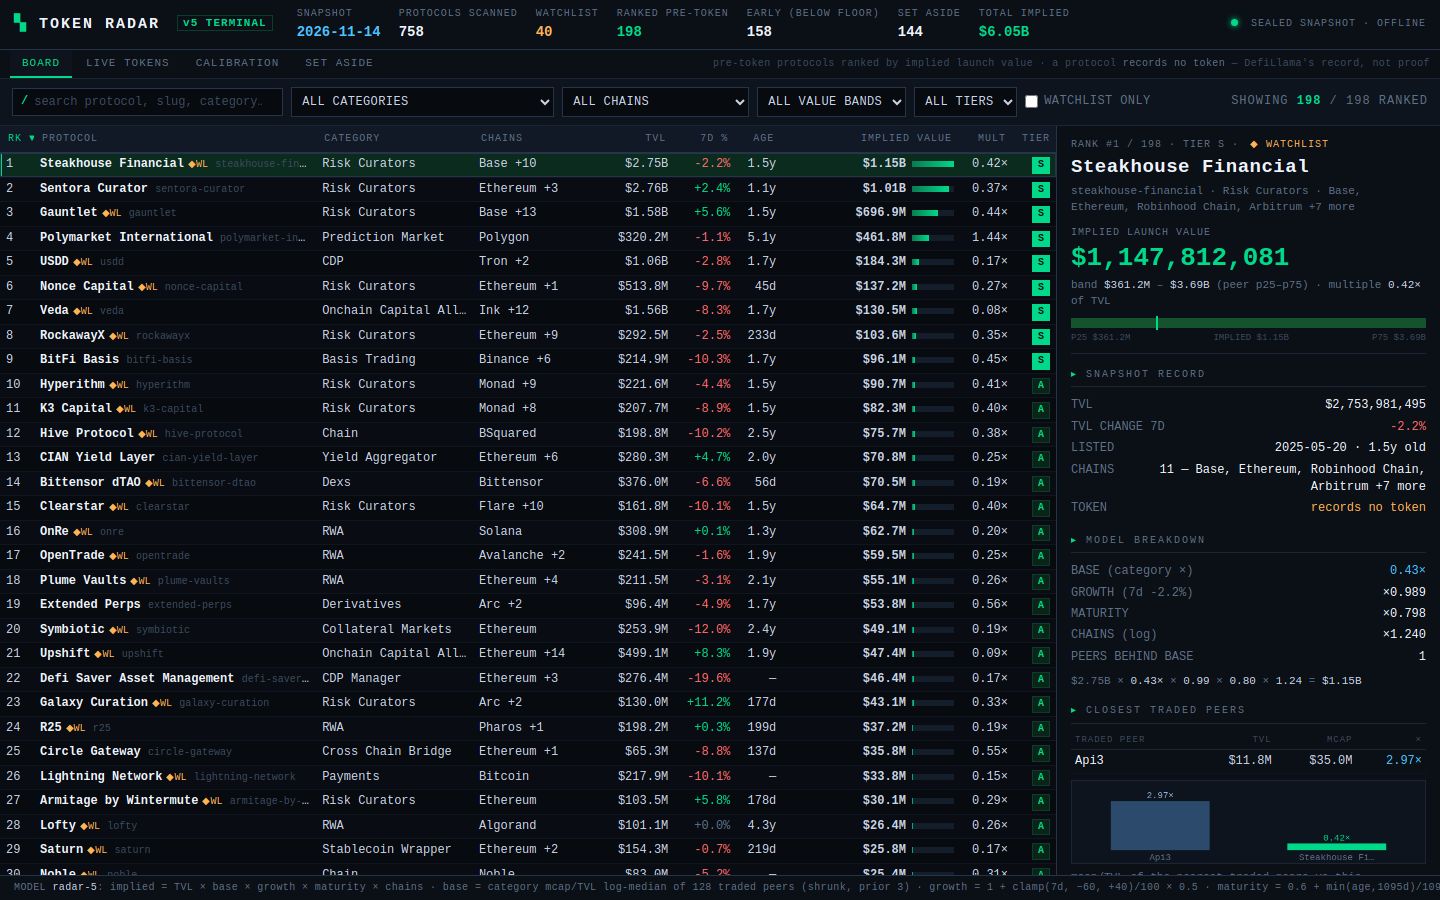 TOKEN RADAR v5 TERMINAL
SNAPSHOT PROTOCOLS SCANNED WATCHLIST RANKED PRE-TOKEN EARLY (BELOW FLOOR) SET ASIDE TOTAL IMPLIED
2026-11-14 758 40 198 158 144 $6.05B
SEALED SNAPSHOT · OFFLINE
BOARD LIVE TOKENS CALIBRATION SET ASIDE
pre-token protocols ranked by implied launch value · a protocol records no token — DefiLlama's record, not proof
/ search protocol, slug, category… ALL CATEGORIES ALL CHAINS ALL VALUE BANDS ALL TIERS WATCHLIST ONLY SHOWING 198 / 198 RANKED
RK ▼ PROTOCOL CATEGORY CHAINS TVL 7D % AGE IMPLIED VALUE MULT TIER
1 Steakhouse Financial ◆WL steakhouse-fin… Risk Curators Base +10 $2.75B -2.2% 1.5y $1.15B 0.42× S
2 Sentora Curator sentora-curator Risk Curators Ethereum +3 $2.76B +2.4% 1.1y $1.01B 0.37× S
3 Gauntlet ◆WL gauntlet Risk Curators Base +13 $1.58B +5.6% 1.5y $696.9M 0.44× S
4 Polymarket International polymarket-in… Prediction Market Polygon $320.2M -1.1% 5.1y $461.8M 1.44× S
5 USDD ◆WL usdd CDP Tron +2 $1.06B -2.8% 1.7y $184.3M 0.17× S
6 Nonce Capital ◆WL nonce-capital Risk Curators Ethereum +1 $513.8M -9.7% 45d $137.2M 0.27× S
7 Veda ◆WL veda Onchain Capital All… Ink +12 $1.56B -8.3% 1.7y $130.5M 0.08× S
8 RockawayX ◆WL rockawayx Risk Curators Ethereum +9 $292.5M -2.5% 233d $103.6M 0.35× S
9 BitFi Basis bitfi-basis Basis Trading Binance +6 $214.9M -10.3% 1.7y $96.1M 0.45× S
10 Hyperithm ◆WL hyperithm Risk Curators Monad +9 $221.6M -4.4% 1.5y $90.7M 0.41× A
11 K3 Capital ◆WL k3-capital Risk Curators Monad +8 $207.7M -8.9% 1.5y $82.3M 0.40× A
12 Hive Protocol ◆WL hive-protocol Chain BSquared $198.8M -10.2% 2.5y $75.7M 0.38× A
13 CIAN Yield Layer cian-yield-layer Yield Aggregator Ethereum +6 $280.3M +4.7% 2.0y $70.8M 0.25× A
14 Bittensor dTAO ◆WL bittensor-dtao Dexs Bittensor $376.0M -6.6% 56d $70.5M 0.19× A
15 Clearstar ◆WL clearstar Risk Curators Flare +10 $161.8M -10.1% 1.5y $64.7M 0.40× A
16 OnRe ◆WL onre RWA Solana $308.9M +0.1% 1.3y $62.7M 0.20× A
17 OpenTrade ◆WL opentrade RWA Avalanche +2 $241.5M -1.6% 1.9y $59.5M 0.25× A
18 Plume Vaults ◆WL plume-vaults RWA Ethereum +4 $211.5M -3.1% 2.1y $55.1M 0.26× A
19 Extended Perps extended-perps Derivatives Arc +2 $96.4M -4.9% 1.7y $53.8M 0.56× A
20 Symbiotic ◆WL symbiotic Collateral Markets Ethereum $253.9M -12.0% 2.4y $49.1M 0.19× A
21 Upshift ◆WL upshift Onchain Capital All… Ethereum +14 $499.1M +8.3% 1.9y $47.4M 0.09× A
22 Defi Saver Asset Management defi-saver… CDP Manager Ethereum +3 $276.4M -19.6% — $46.4M 0.17× A
23 Galaxy Curation ◆WL galaxy-curation Risk Curators Arc +2 $130.0M +11.2% 177d $43.1M 0.33× A
24 R25 ◆WL r25 RWA Pharos +1 $198.2M +0.3% 199d $37.2M 0.19× A
25 Circle Gateway circle-gateway Cross Chain Bridge Ethereum +1 $65.3M -8.8% 137d $35.8M 0.55× A
26 Lightning Network ◆WL lightning-network Payments Bitcoin $217.9M -10.1% — $33.8M 0.15× A
27 Armitage by Wintermute ◆WL armitage-by-… Risk Curators Ethereum $103.5M +5.8% 178d $30.1M 0.29× A
28 Lofty ◆WL lofty RWA Algorand $101.1M +0.0% 4.3y $26.4M 0.26× A
29 Saturn ◆WL saturn Stablecoin Wrapper Ethereum +2 $154.3M -0.7% 219d $25.8M 0.17× A
30 Noble ◆WL noble Chain Noble $83.0M -5.2% — $25.4M 0.31× A
RANK #1 / 198 · TIER S · ◆ WATCHLIST
Steakhouse Financial
steakhouse-financial · Risk Curators · Base,
Ethereum, Robinhood Chain, Arbitrum +7 more
IMPLIED LAUNCH VALUE
$1,147,812,081
band $361.2M – $3.69B (peer p25–p75) · multiple 0.42×
of TVL
P25 $361.2M IMPLIED $1.15B P75 $3.69B
▸ SNAPSHOT RECORD
TVL $2,753,981,495
TVL CHANGE 7D -2.2%
LISTED 2025-05-20 · 1.5y old
CHAINS 11 — Base, Ethereum, Robinhood Chain,
Arbitrum +7 more
TOKEN records no token
▸ MODEL BREAKDOWN
BASE (category ×) 0.43×
GROWTH (7d -2.2%) ×0.989
MATURITY ×0.798
CHAINS (log) ×1.240
PEERS BEHIND BASE 1
$2.75B × 0.43× × 0.99 × 0.80 × 1.24 = $1.15B
▸ CLOSEST TRADED PEERS
TRADED PEER TVL MCAP ×
Api3 $11.8M $35.0M 2.97×
2.97× 0.42×
Api3 Steakhouse Fi…
MODEL radar-5: implied = TVL × base × growth × maturity × chains · base = category mcap/TVL log-median of 128 traded peers (shrunk, prior 3) · growth = 1 + clamp(7d, −60, +40)/100 × 0.5 · maturity = 0.6 + min(age,1095d)/109